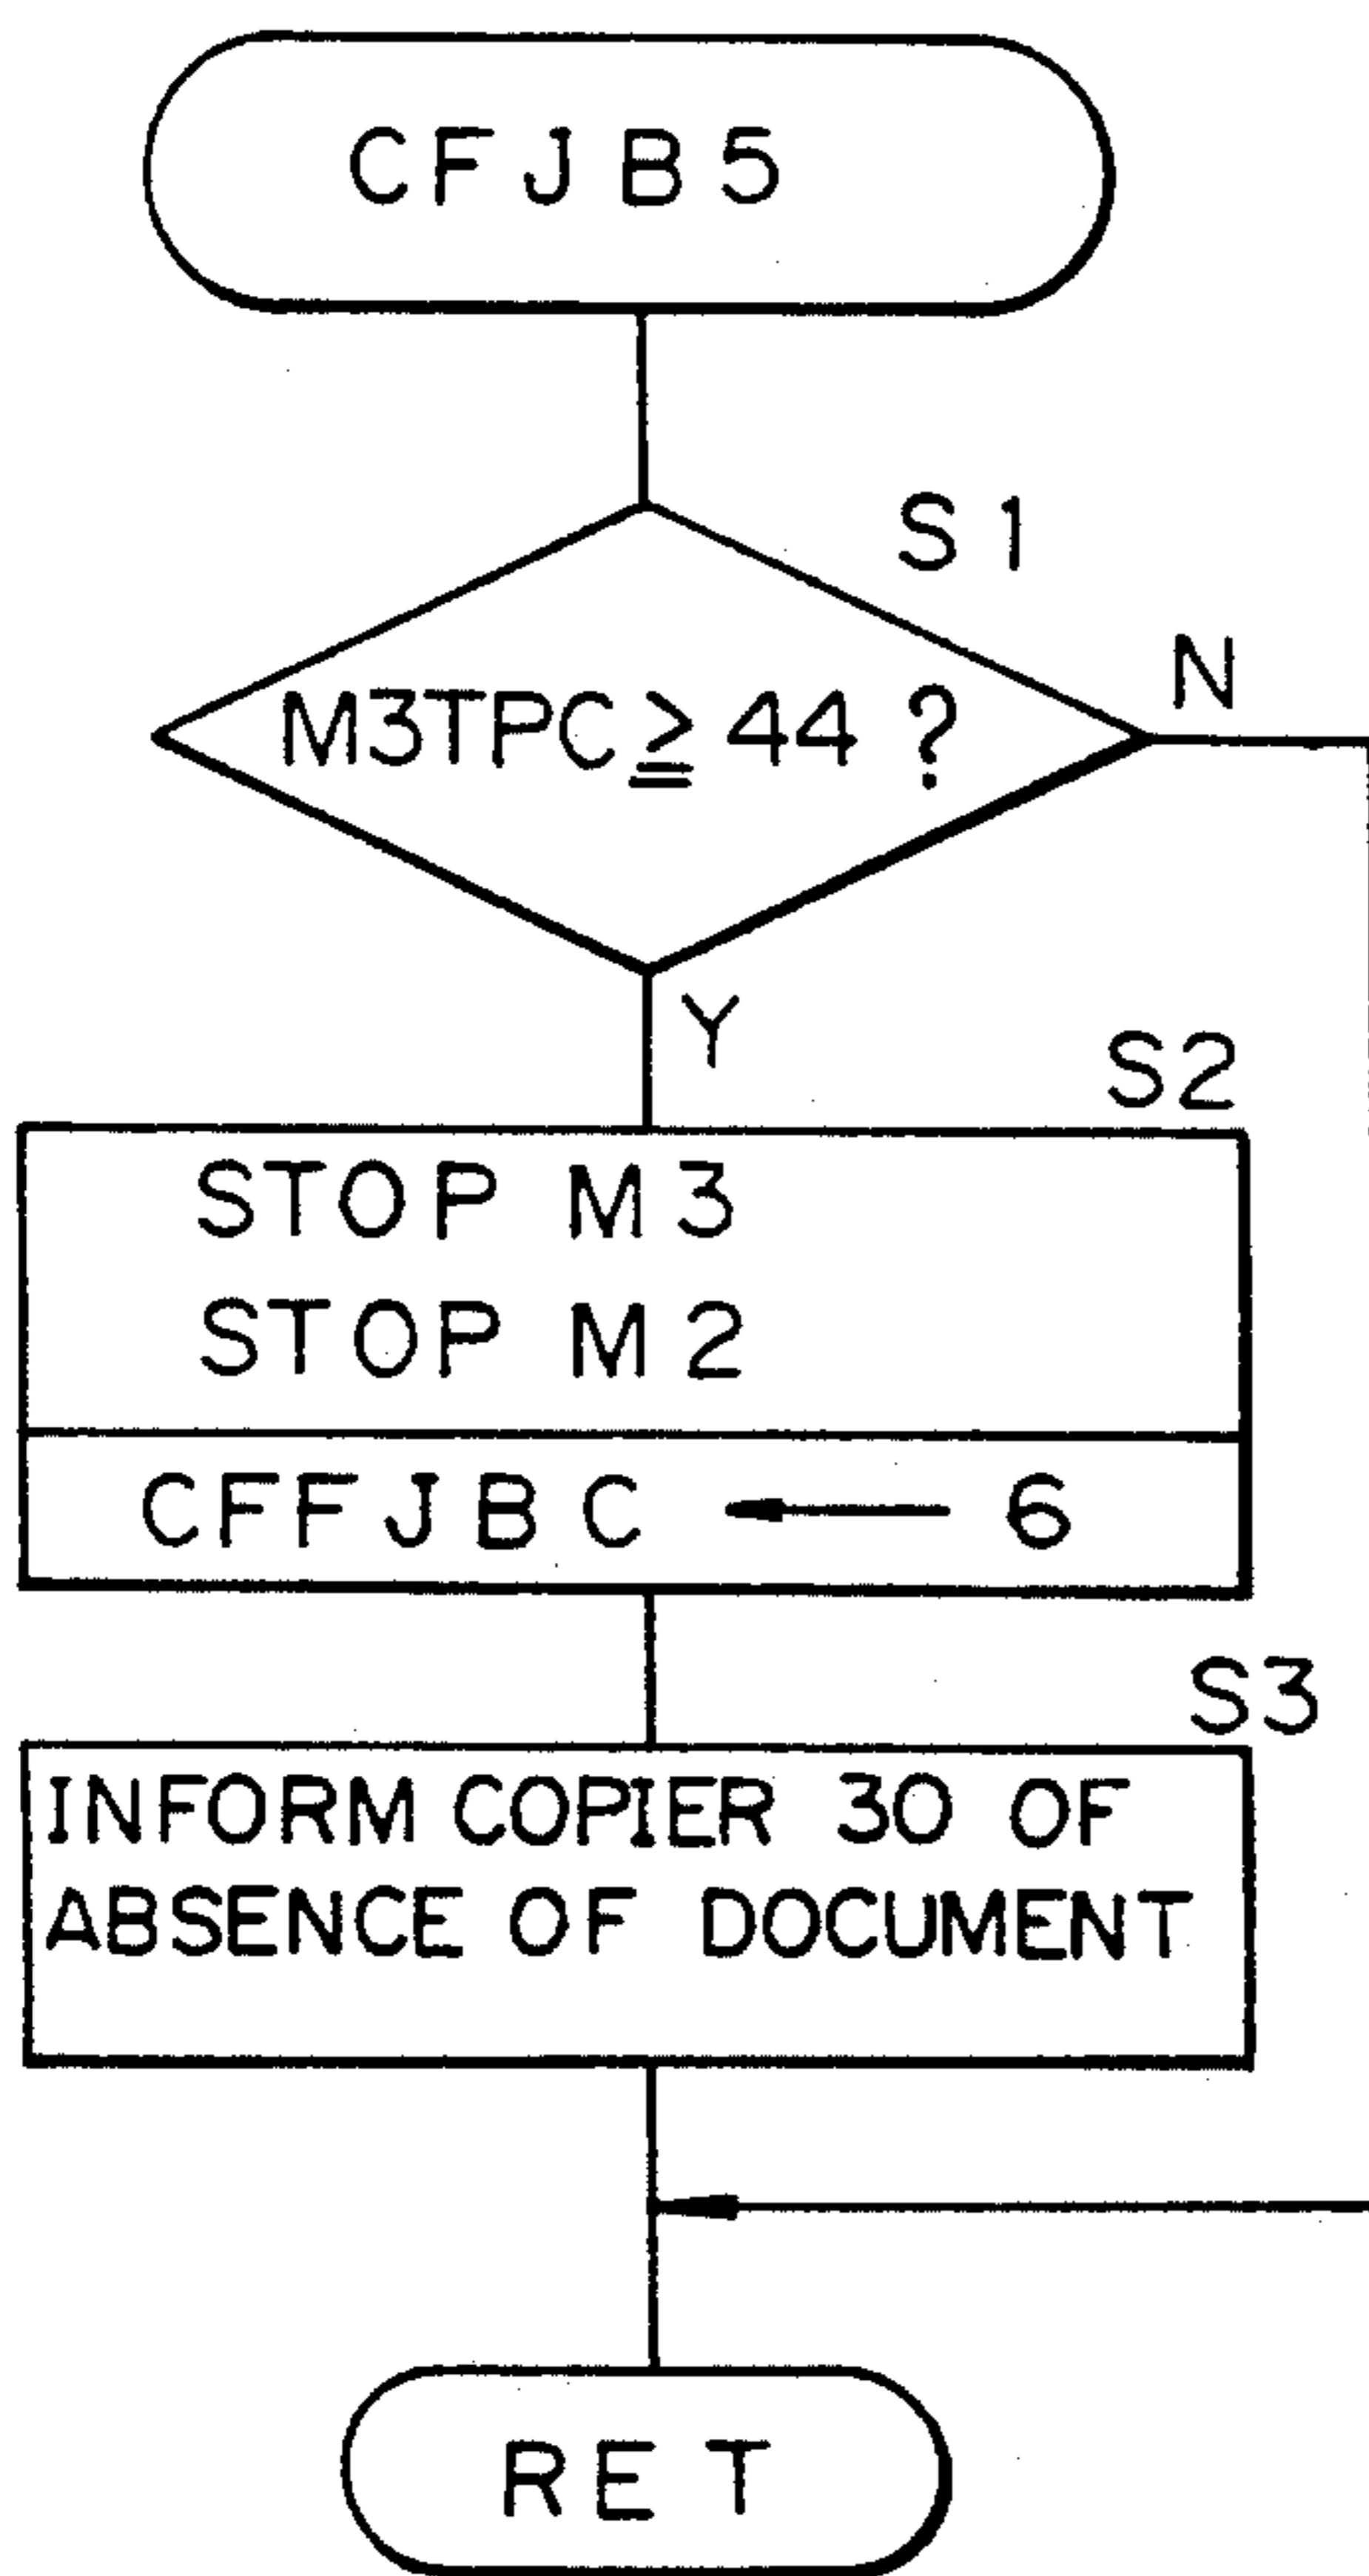 CFJB5
S1
M3TPC≧44?
N
Y
S2
STOP M3
STOP M2
CFFJBC ← 6
S3
INFORM COPIER 30 OF
ABSENCE OF DOCUMENT
RET